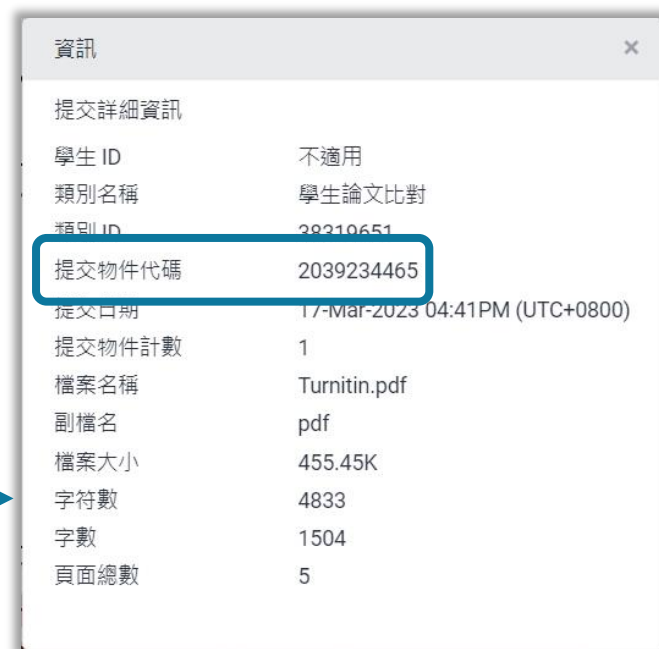 資訊 ×
提交詳細資訊
學生 ID 不適用
類別名稱 學生論文比對
類別 ID 38319651
提交物件代碼 2039234465
提交日期 17-Mar-2023 04:41PM (UTC+0800)
提交物件計數 1
檔案名稱 Turnitin.pdf
副檔名 pdf
檔案大小 455.45K
字符數 4833
字數 1504
頁面總數 5